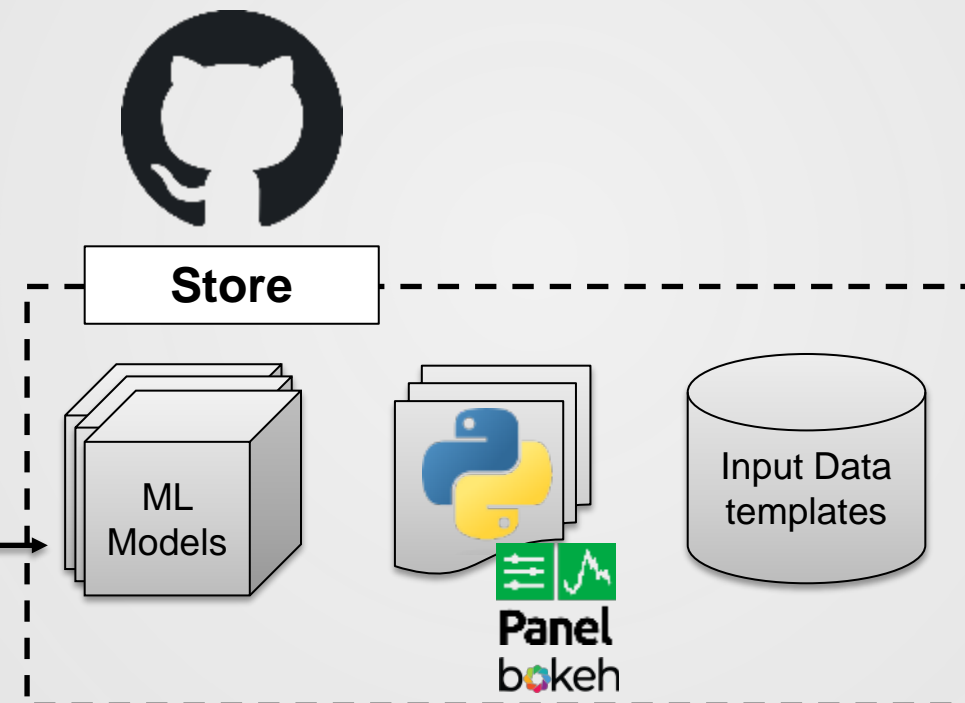 Store
ML
Models
Input Data
templates
Panel
bokeh